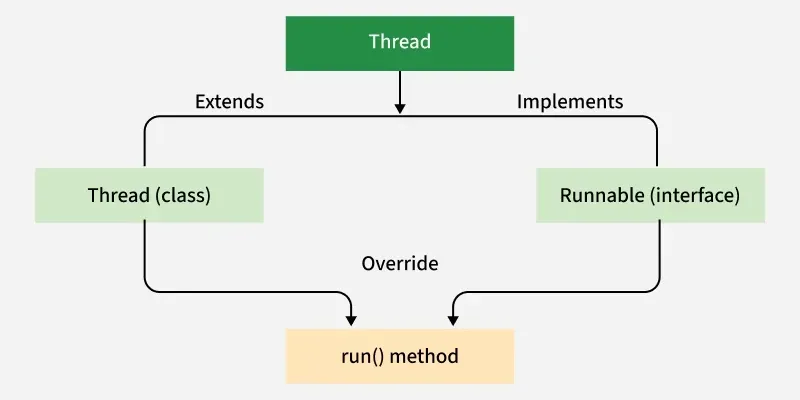 Thread
Extends
Implements
Thread (class)
Runnable (interface)
Override
run() method